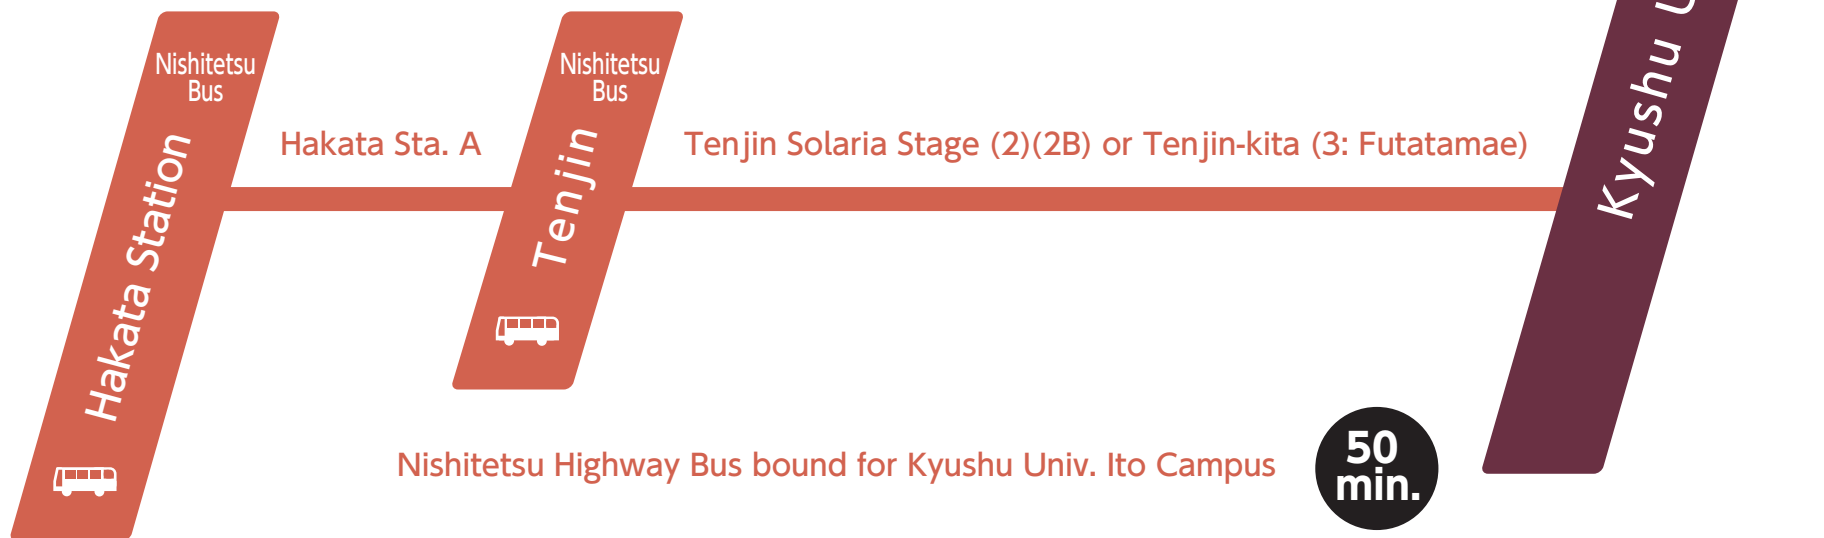 Nishitetsu
Bus
Hakata Station
Hakata Sta. A
Nishitetsu
Bus
Tenjin
Tenjin Solaria Stage (2)(2B) or Tenjin-kita (3: Futatamae)
Kyushu
Nishitetsu Highway Bus bound for Kyushu Univ. Ito Campus
50
min.